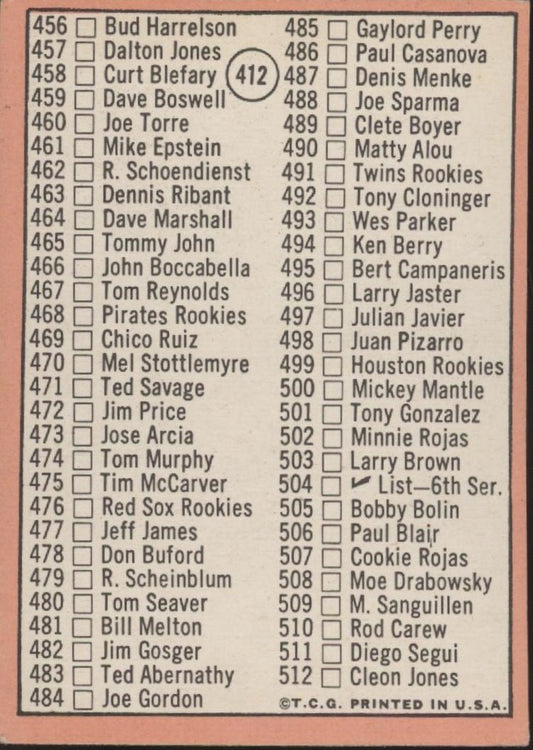 456 Bud Harrelson
457 Dalton Jones
458 Curt Blefary
459 Dave Boswell
460 Joe Torre
461 Mike Epstein
462 R. Schoendienst
463 Dennis Ribant
464 Dave Marshall
465 Tommy John
466 John Boccabella
467 Tom Reynolds
468 Pirates Rookies
469 Chico Ruiz
470 Mel Stottlemyre
471 Ted Savage
472 Jim Price
473 Jose Arcia
474 Tom Murphy
475 Tim McCarver
476 Red Sox Rookies
477 Jeff James
478 Don Buford
479 R. Scheinblum
480 Tom Seaver
481 Bill Melton
482 Jim Gosger
483 Ted Abernathy
484 Joe Gordon
412
485 Gaylord Perry
486 Paul Casanova
487 Denis Menke
488 Joe Sparma
489 Clete Boyer
490 Matty Alou
491 Twins Rookies
492 Tony Cloninger
493 Wes Parker
494 Ken Berry
495 Bert Campaneris
496 Larry Jaster
497 Julian Javier
498 Juan Pizarro
499 Houston Rookies
500 Mickey Mantle
501 Tony Gonzalez
502 Minnie Rojas
503 Larry Brown
504 ✓ List—6th Ser.
505 Bobby Bolin
506 Paul Blair
507 Cookie Rojas
508 Moe Drabowsky
509 M. Sanguillen
510 Rod Carew
511 Diego Segui
512 Cleon Jones
©T.C.G. PRINTED IN U.S.A.